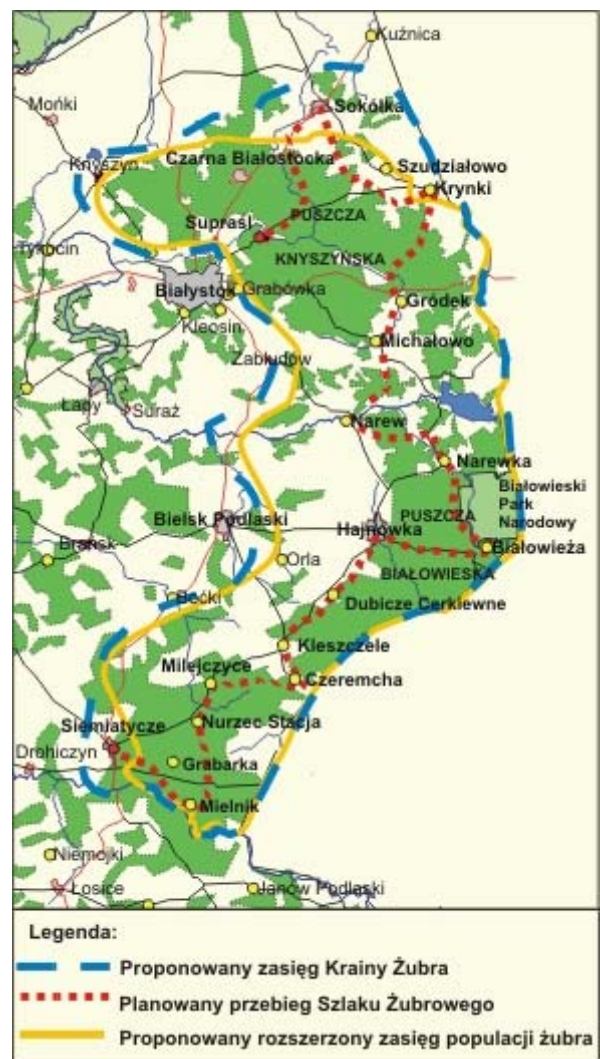 Kuźnica
Mońki
Sokółka
Knyszyn
Czarna Białostocka
Szudziałowo
Krynki
Supraśl
PUSZCZA
KNYSZYŃSKA
Tykocin
Białystok
Grabówka
Kleosin
Gródek
Michałowo
Zabłudów
Łapy
Suraż
Narew
Narewka
Białowieski
Park
Narodowy
Bielsk Podlaski
Hajnówka
PUSZCZA
Białowieża
BIAŁOWIESKA
Brańsk
Orla
Boćki
Dubicze Cerkiewne
Kleszczele
Milejczyce
Czeremcha
Siemiatycze
Nurzec Stacja
Drohiczyn
Grabarka
Mielnik
Niemojki
Łosice
Janów Podlaski
Legenda:
Proponowany zasięg Krainy Żubra
Planowany przebieg Szlaku Żubrowego
Proponowany rozszerzony zasięg populacji żubra